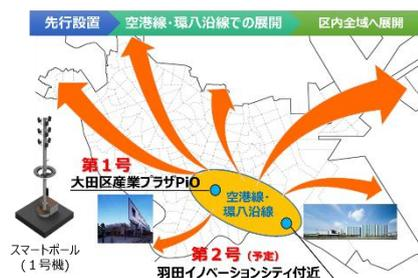 先行設置
空港線・環八沿線での展開
区内全域へ展開
第１号
大田区産業プラザPiO
空港線・
環八沿線
第２号（予定）
羽田イノベーションシティ付近
スマートポール
(１号機)